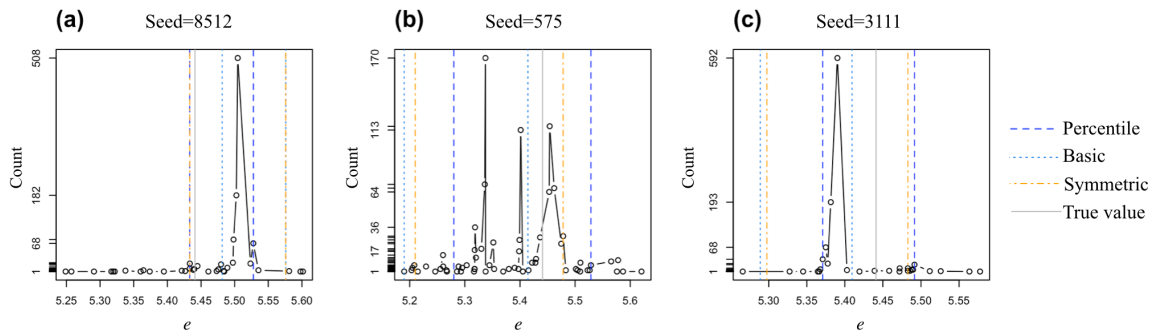 (a) Seed=8512
(b) Seed=575
(c) Seed=3111
508
182
68
1
Count
5.25 5.30 5.35 5.40 5.45 5.50 5.55 5.60
e
170
113
64
36
17
1
Count
5.2 5.3 5.4 5.5 5.6
e
592
193
68
1
Count
5.30 5.35 5.40 5.45 5.50 5.55
e
Percentile
Basic
Symmetric
True value